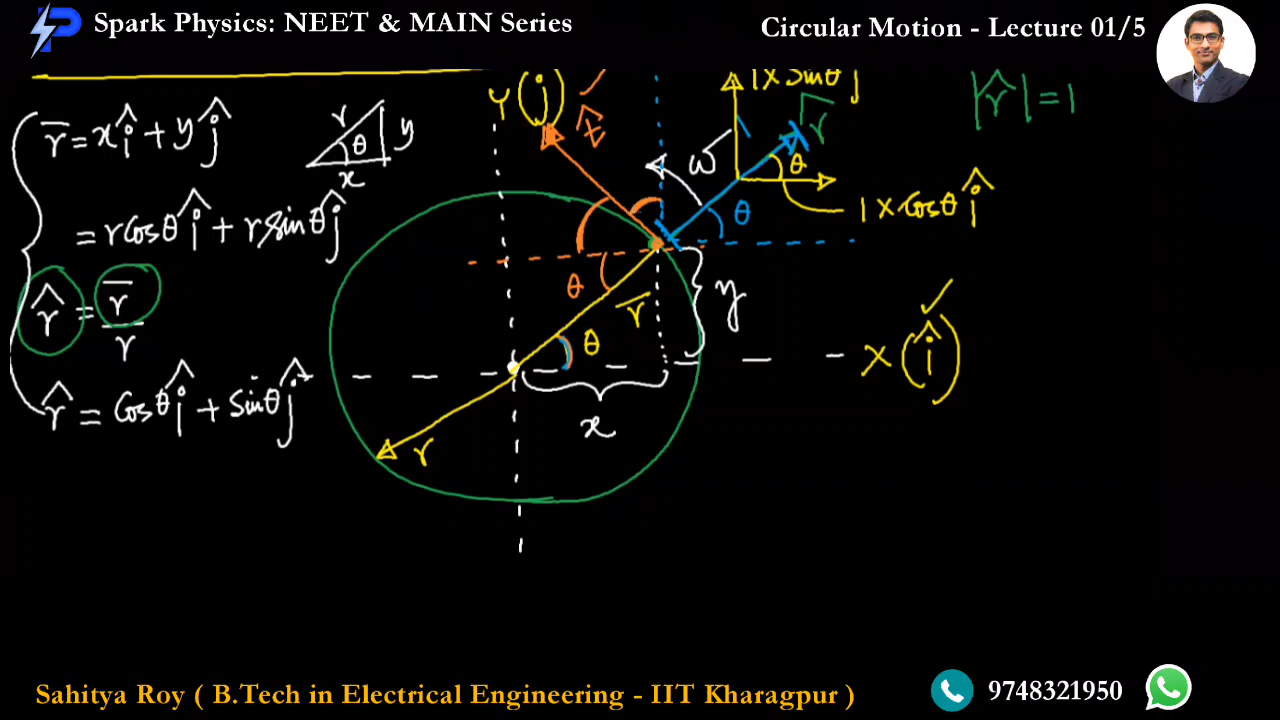 Spark Physics: NEET & MAIN Series
Circular Motion - Lecture 01/5
r̄ = xî + yĵ
r
θ
y
x
= rcosθ î + r sinθ ĵ
r̂ = r̄ / r
r̂ = Cosθ î + Sinθ ĵ
Y (ĵ)
t̂
ω
1 x Sinθ ĵ
r̂
θ
|r̂| = 1
1 x Cosθ î
θ
θ
r̄
y
θ
X (î)
x
r
Sahitya Roy ( B.Tech in Electrical Engineering - IIT Kharagpur )
9748321950